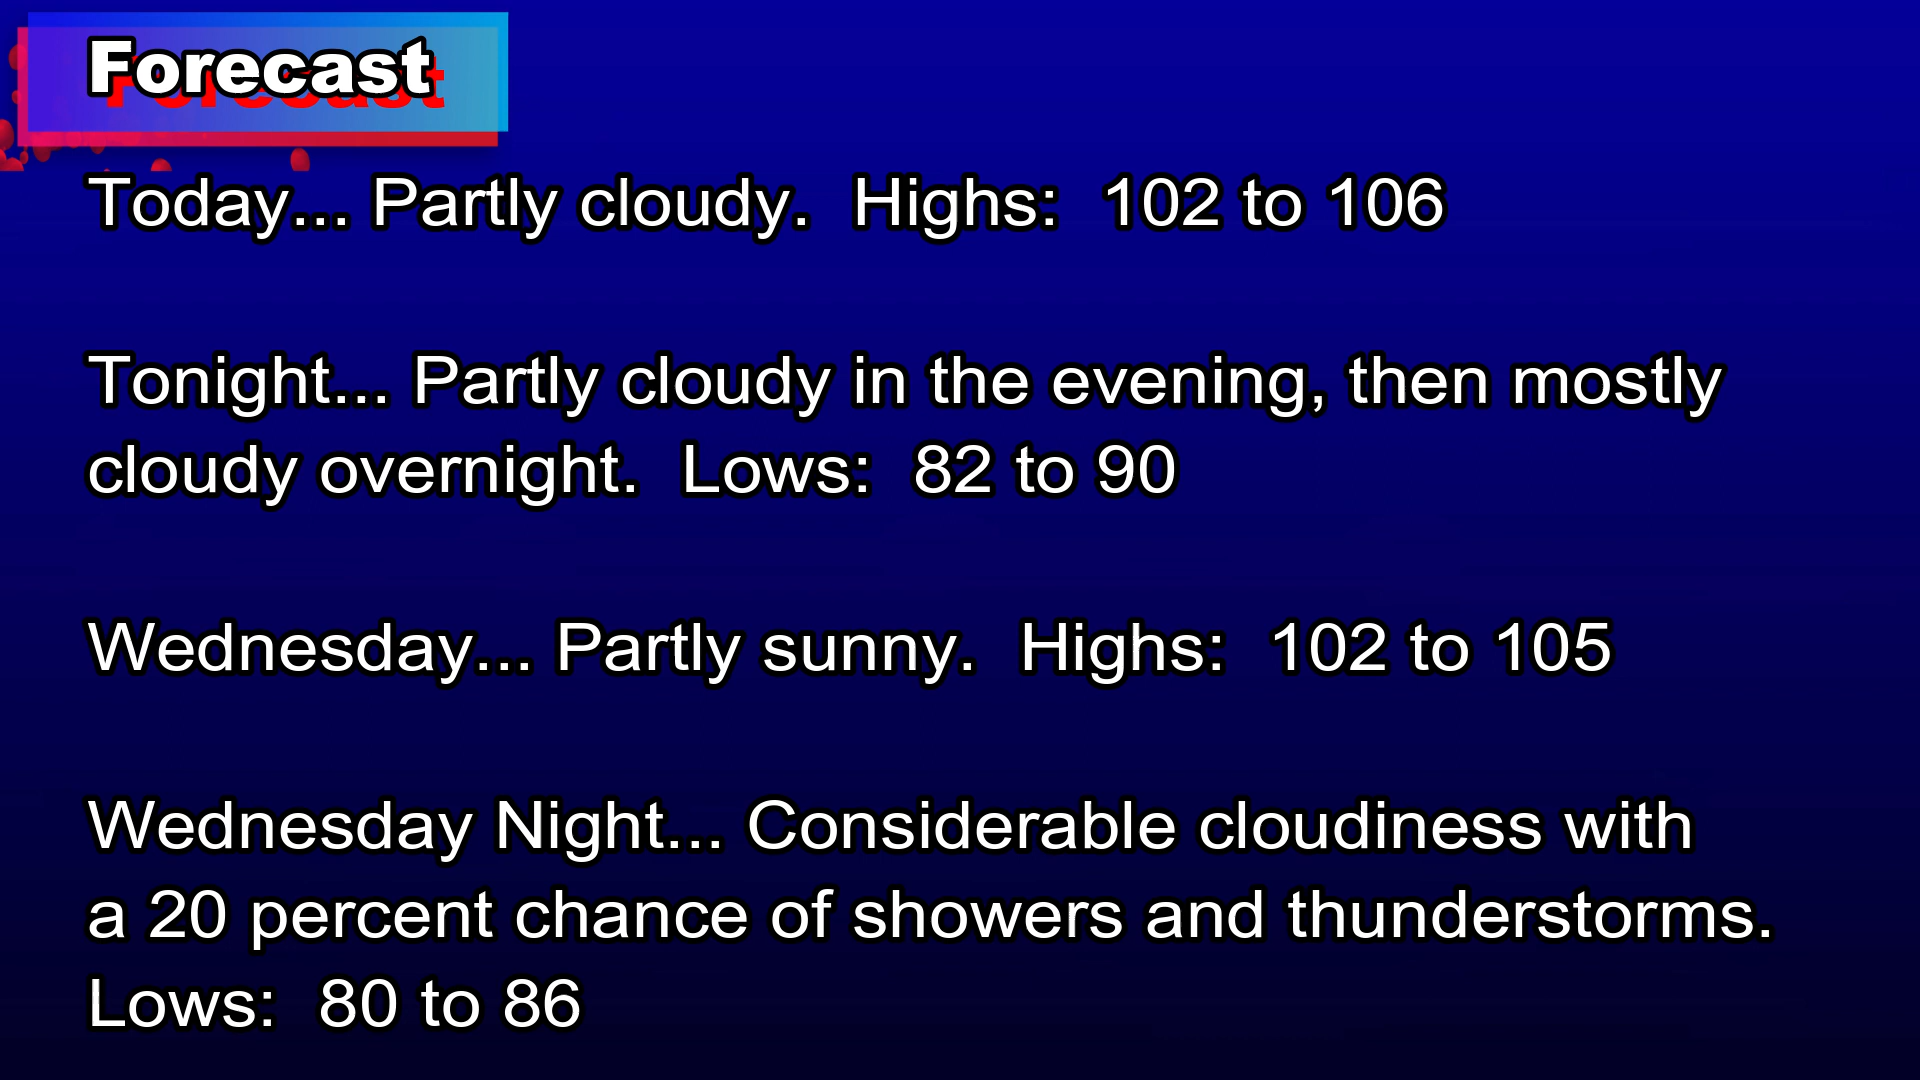 Forecast
Today... Partly cloudy.  Highs:  102 to 106
Tonight... Partly cloudy in the evening, then mostly
cloudy overnight.  Lows:  82 to 90
Wednesday... Partly sunny.  Highs:  102 to 105
Wednesday Night... Considerable cloudiness with
a 20 percent chance of showers and thunderstorms.
Lows:  80 to 86